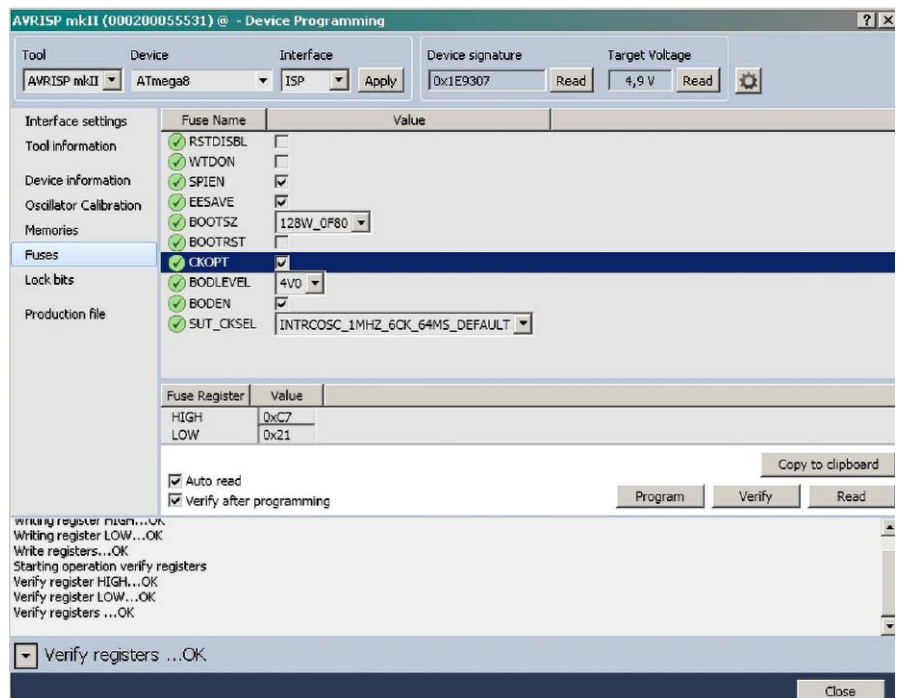 AVRISP mkII (000200055531) @ - Device Programming
Tool Device Interface Device signature Target Voltage
AVRISP mkII ATmega8 ISP Apply 0x1E9307 Read 4,9 V Read
Interface settings
Tool information
Device information
Oscillator Calibration
Memories
Fuses
Lock bits
Production file
Fuse Name Value
RSTDISBL
WTDON
SPIEN
EESAVE
BOOTSZ 128W_0F80
BOOTRST
CKOPT
BODLEVEL 4V0
BODEN
SUT_CKSEL INTRCOSC_1MHZ_6CK_64MS_DEFAULT
Fuse Register Value
HIGH 0xC7
LOW 0x21
Copy to clipboard
Auto read
Verify after programming
Program Verify Read
Writing register HIGH...OK
Writing register LOW...OK
Write registers...OK
Starting operation verify registers
Verify register HIGH...OK
Verify register LOW...OK
Verify registers ...OK
Verify registers ...OK
Close